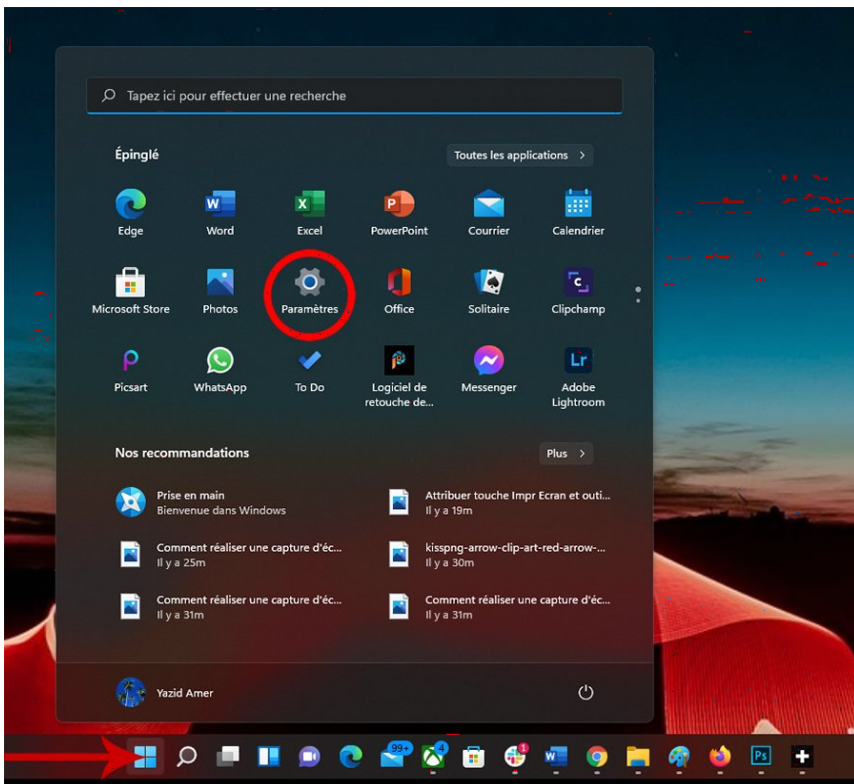 Tapez ici pour effectuer une recherche
Épinglé
Toutes les applications
Edge
Word
Excel
PowerPoint
Courrier
Calendrier
Microsoft Store
Photos
Paramètres
Office
Solitaire
Clipchamp
Picsart
WhatsApp
To Do
Logiciel de
retouche de...
Messenger
Adobe
Lightroom
Nos recommandations
Plus
Prise en main
Bienvenue dans Windows
Attribuer touche Impr Ecran et outi...
Il y a 19m
Comment réaliser une capture d'éc...
Il y a 25m
kisspng-arrow-clip-art-red-arrow-...
Il y a 30m
Comment réaliser une capture d'éc...
Il y a 31m
Comment réaliser une capture d'éc...
Il y a 31m
Yazid Amer
99+
4
1
Ps